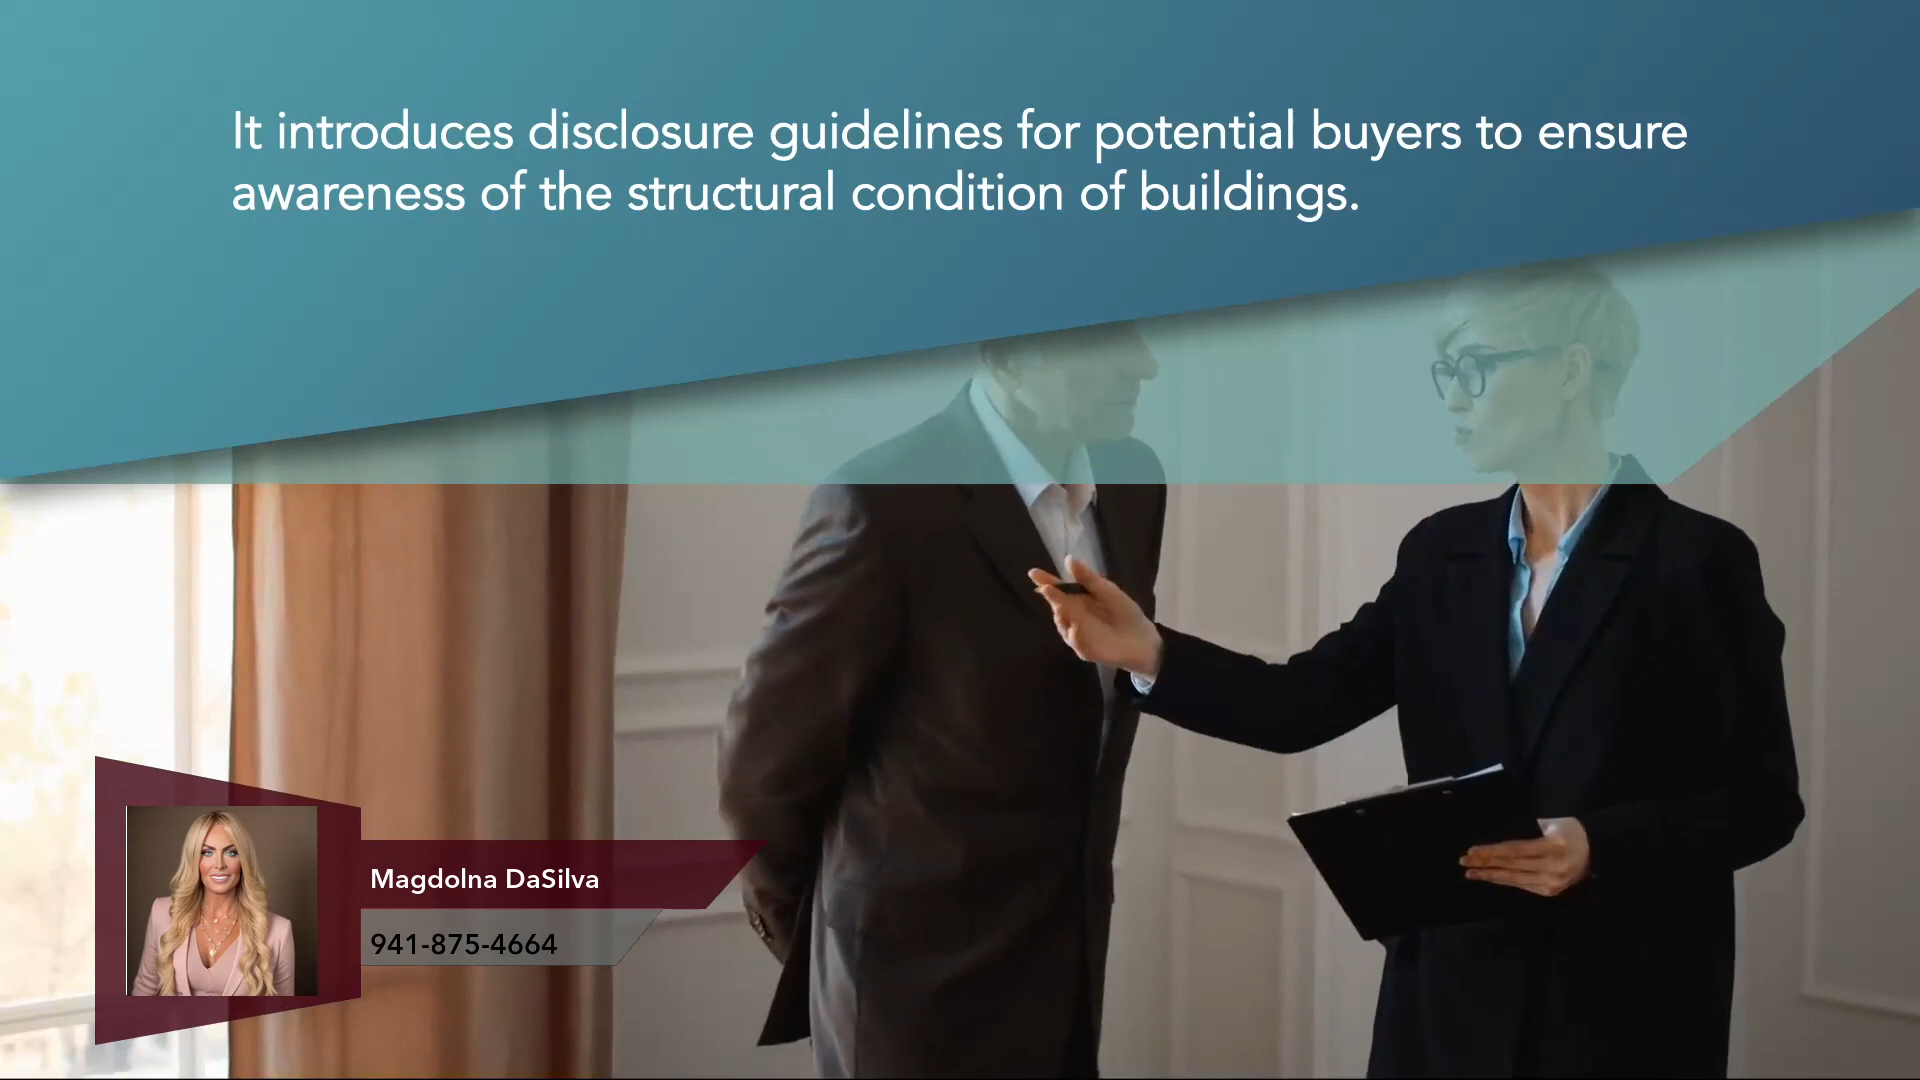 It introduces disclosure guidelines for potential buyers to ensure
awareness of the structural condition of buildings.
Magdolna DaSilva
941-875-4664